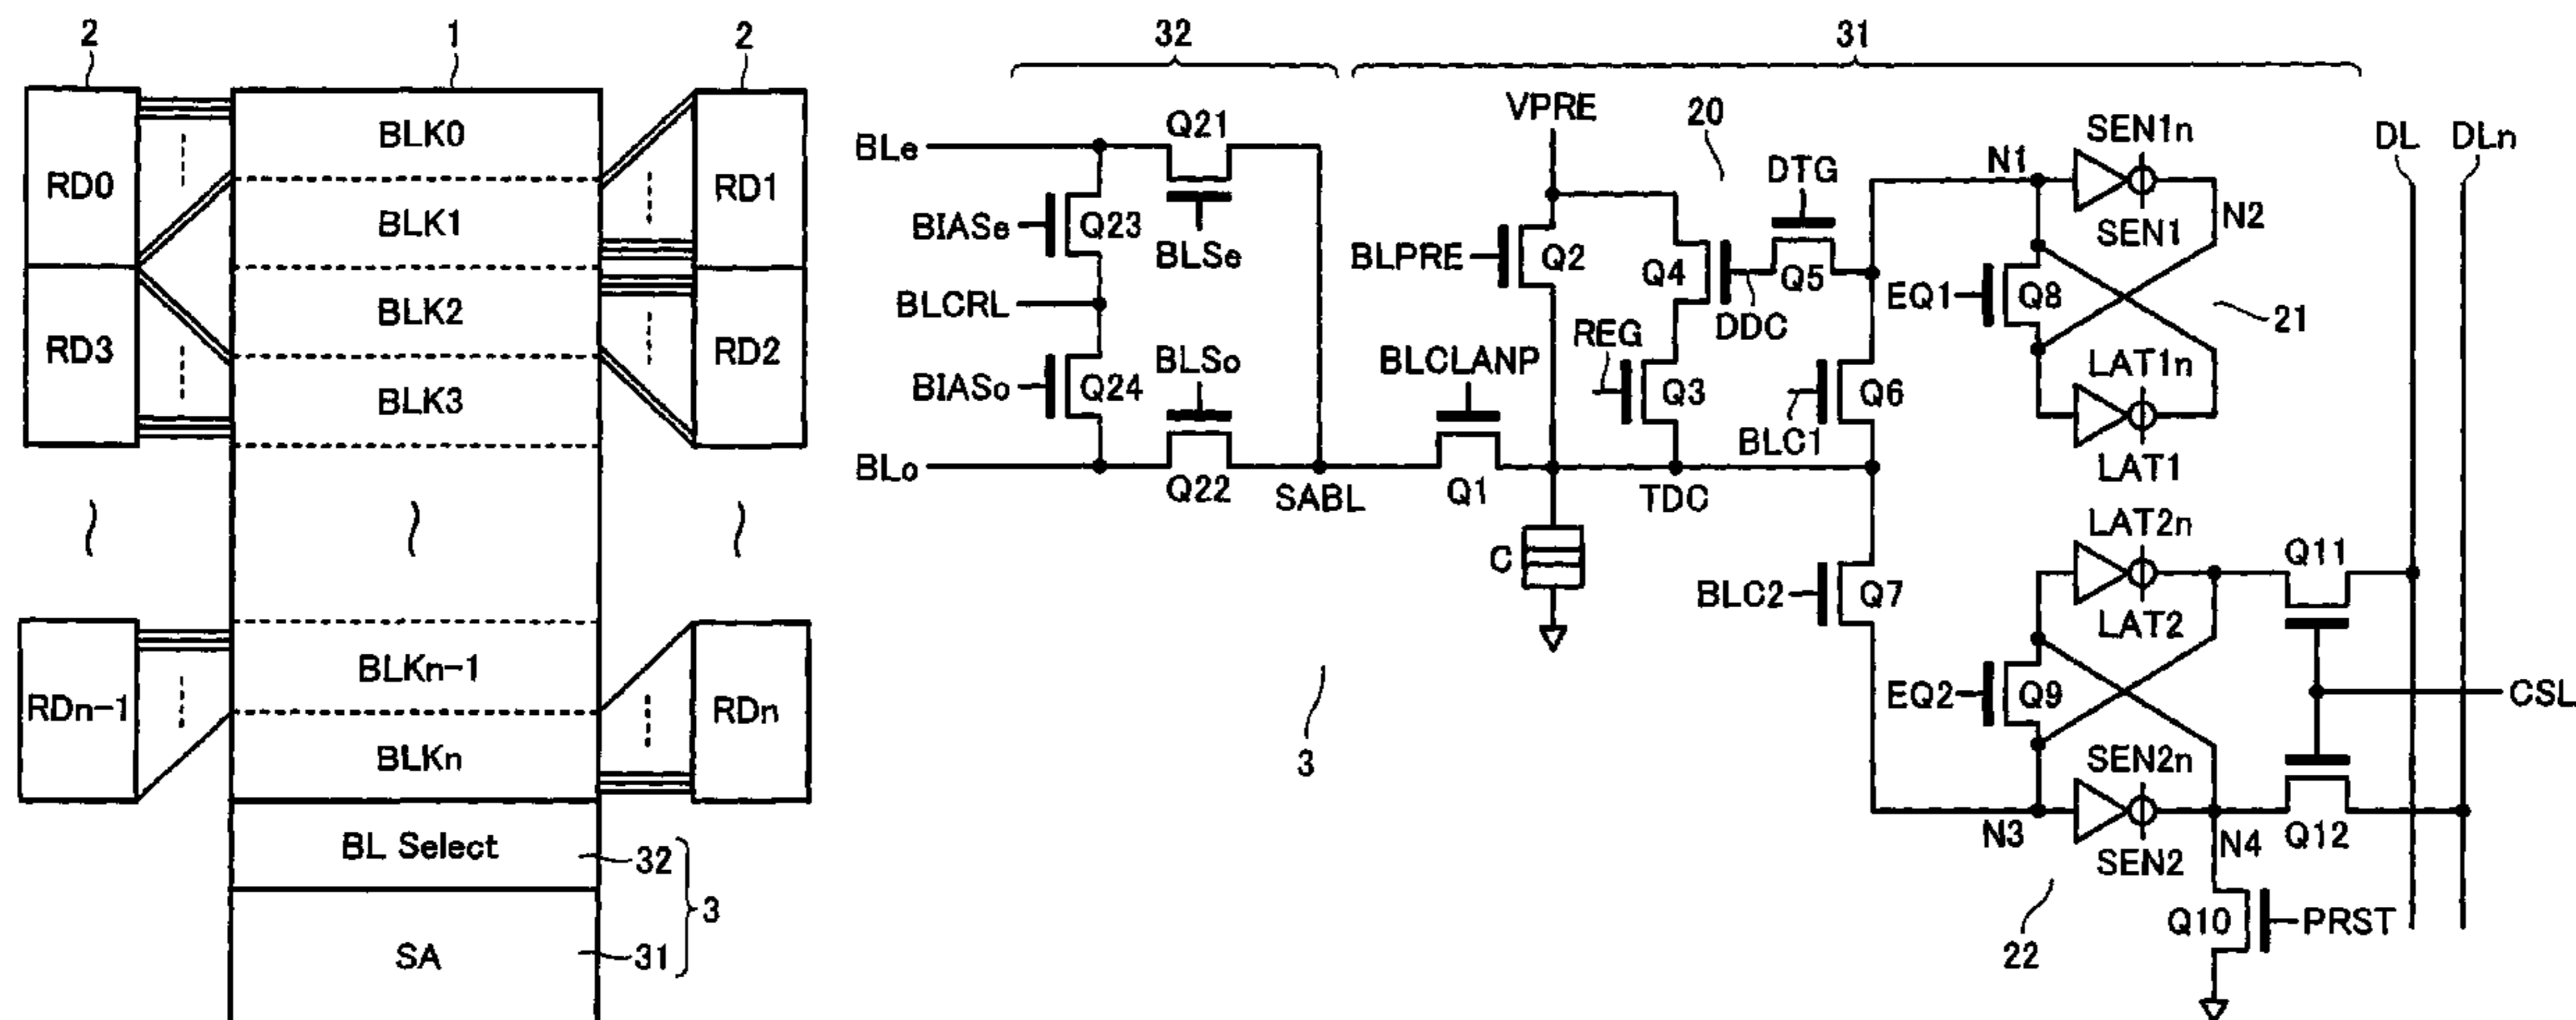 2
1
2
RD0
BLK0
RD1
BLK1
RD3
BLK2
RD2
BLK3
RDn-1
BLKn-1
RDn
BLKn
BL Select
32
3
SA
31
32
31
BLe
Q21
BIASe
Q23
BLSe
BLCRL
BLSo
BIASo
Q24
BLo
Q22
SABL
VPRE
20
BLPRE
Q2
Q4
DTG
Q5
DDC
REG
Q3
BLCLANP
Q1
TDC
C
Q6
BLC1
BLC2
Q7
3
N1
SEN1n
SEN1
N2
EQ1
Q8
21
LAT1n
LAT1
DL
DLn
LAT2n
LAT2
Q11
EQ2
Q9
CSL
SEN2n
SEN2
N3
N4
Q12
22
Q10
PRST